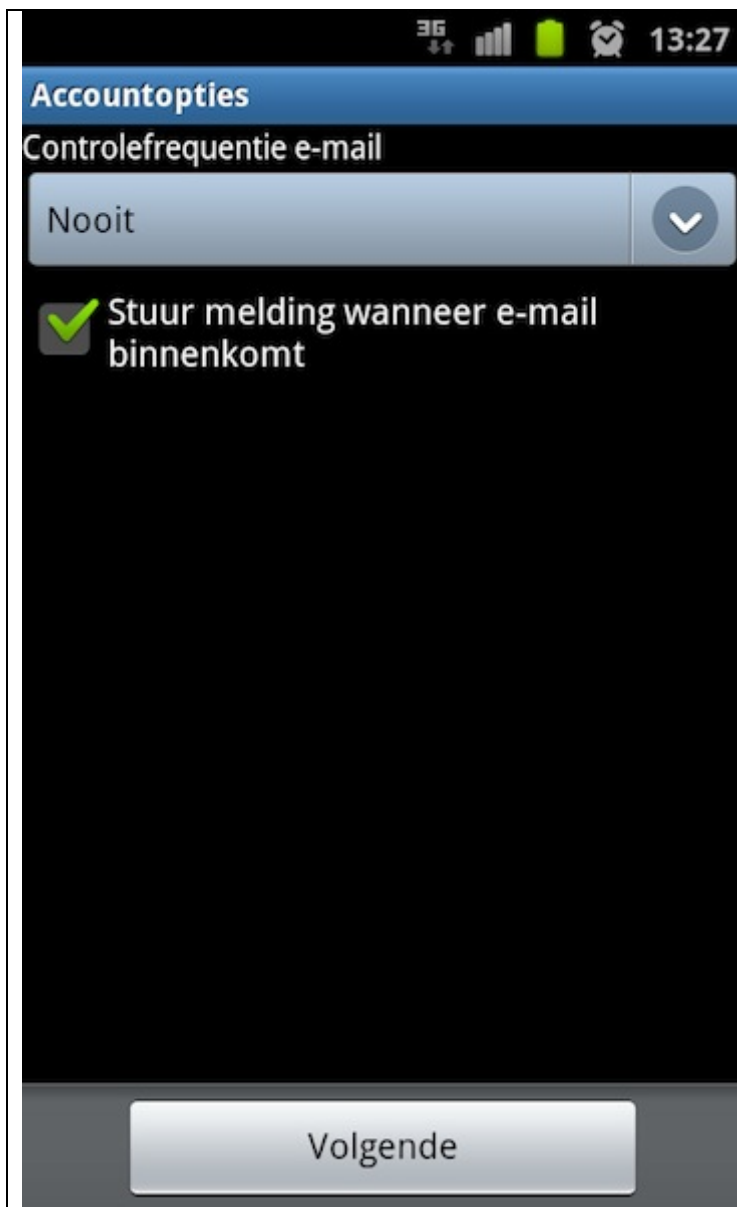 3G 13:27
Accountopties
Controlefrequentie e-mail
Nooit
Stuur melding wanneer e-mail
binnenkomt
Volgende